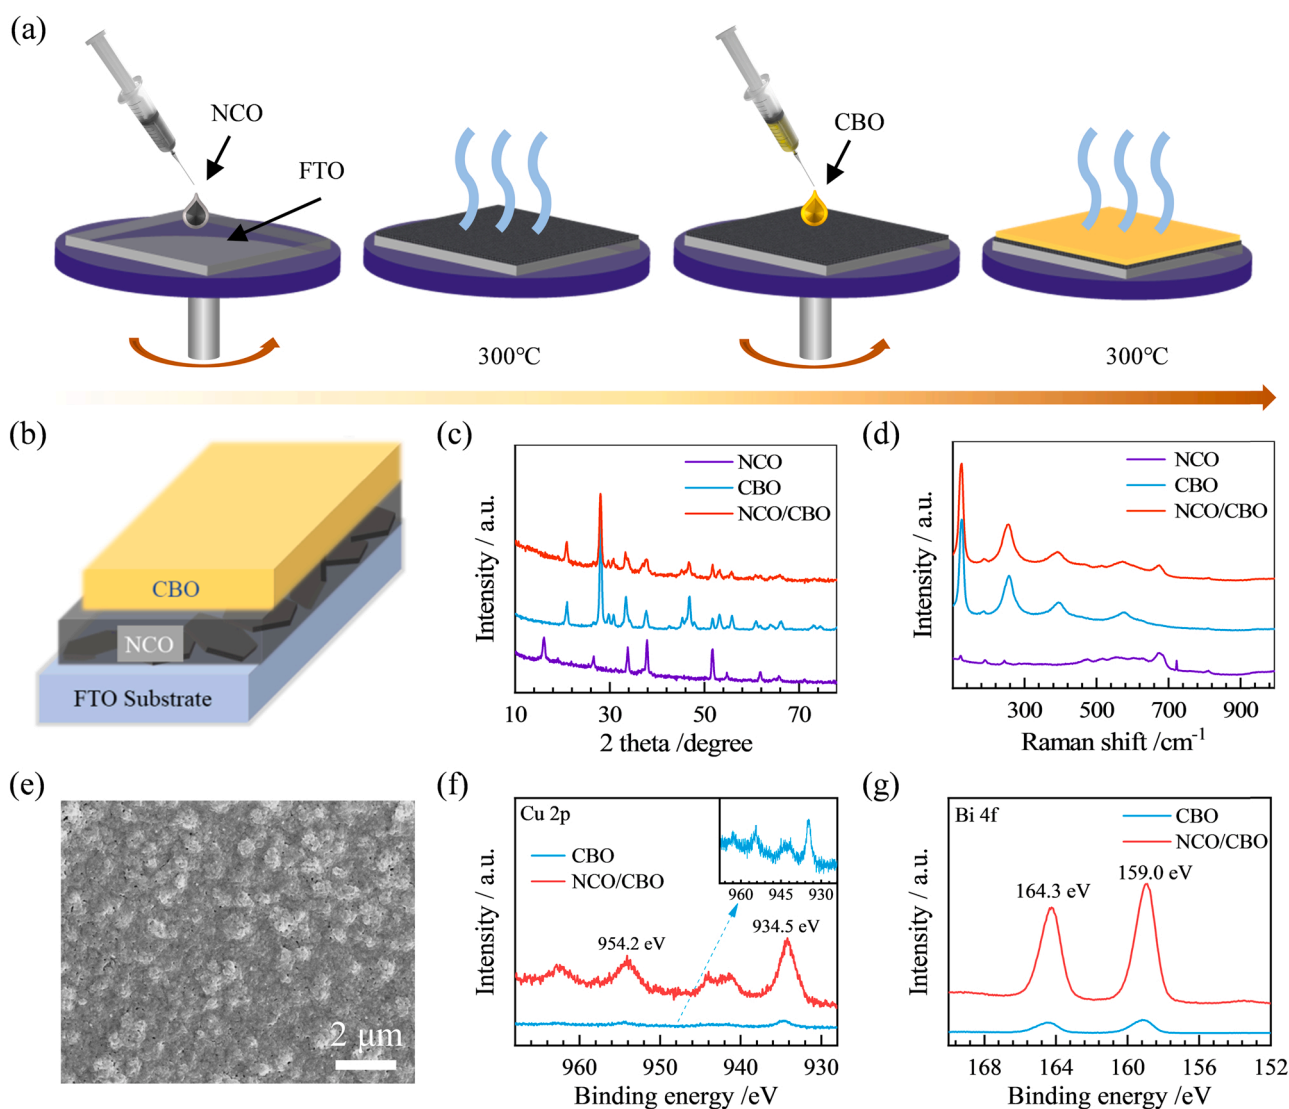 (a)
NCO
FTO
CBO
300℃
300℃
(b)
CBO
NCO
FTO Substrate
(c)
NCO
CBO
NCO/CBO
Intensity / a.u.
10 30 50 70
2 theta /degree
(d)
NCO
CBO
NCO/CBO
Intensity / a.u.
300 500 700 900
Raman shift /cm⁻¹
(e)
2 μm
(f)
Cu 2p
CBO
NCO/CBO
960 945 930
954.2 eV
934.5 eV
Intensity / a.u.
960 950 940 930
Binding energy /eV
(g)
Bi 4f
CBO
NCO/CBO
164.3 eV
159.0 eV
Intensity / a.u.
168 164 160 156 152
Binding energy /eV